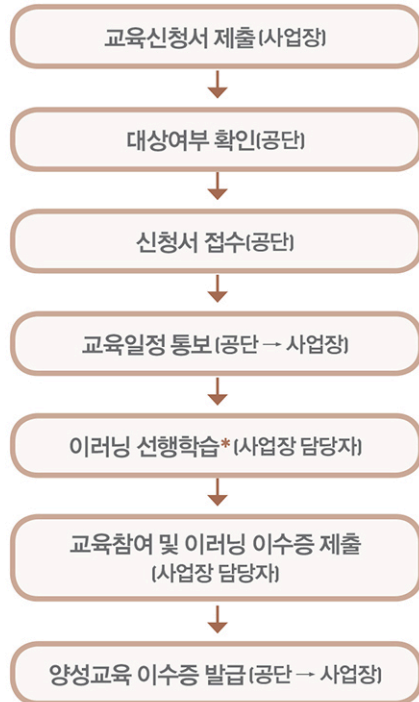 교육신청서 제출(사업장)
대상여부 확인(공단)
신청서 접수(공단)
교육일정 통보(공단 → 사업장)
이러닝 선행학습*(사업장 담당자)
교육참여 및 이러닝 이수증 제출
(사업장 담당자)
양성교육 이수증 발급(공단 → 사업장)